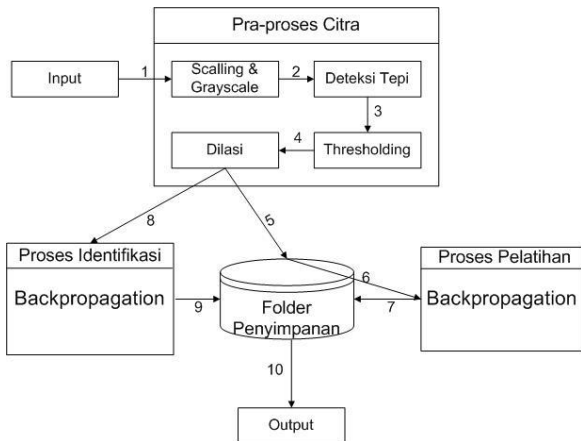 Pra-proses Citra
Input
1
Scalling &
Grayscale
2
Deteksi Tepi
3
Dilasi
4
Thresholding
8
5
Proses Identifikasi
Backpropagation
9
Folder
Penyimpanan
6
7
Proses Pelatihan
Backpropagation
10
Output